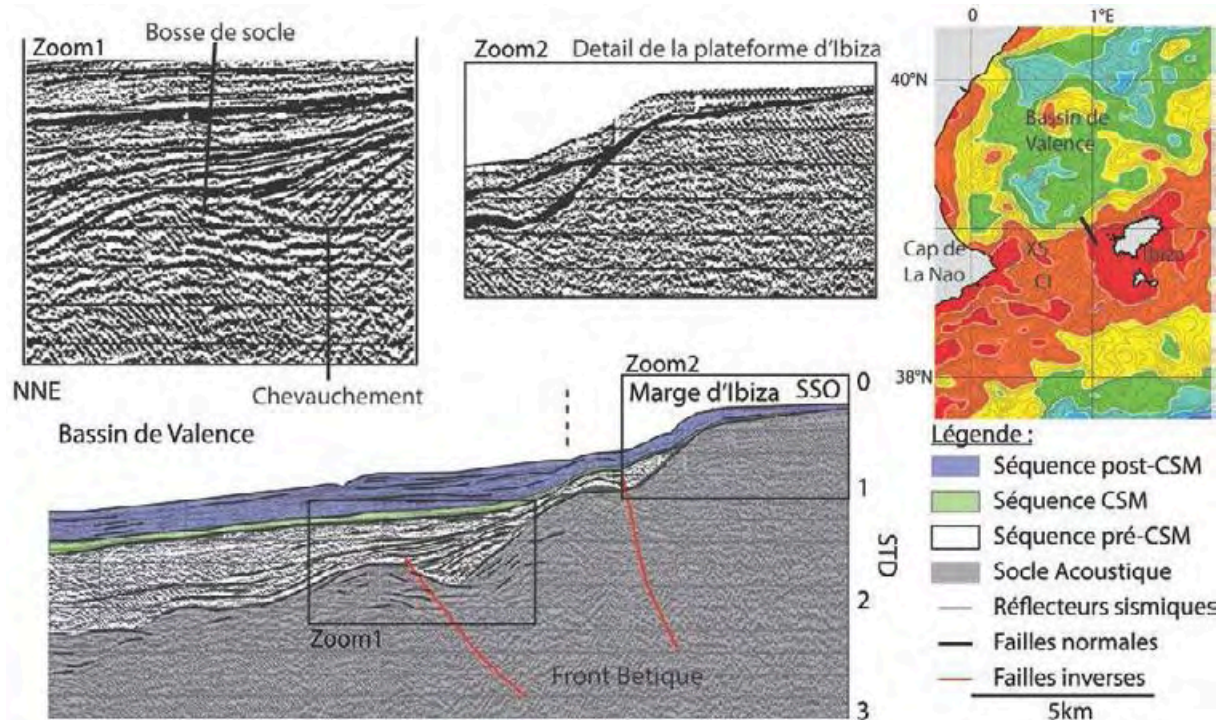 Bosse de socle
Zoom1
Zoom2
Detail de la plateforme d'Ibiza
0
1°E
40°N
Bassin de
Valence
Cap de
La Nao
XS
CI
Ibiza
38°N
NNE
Chevauchement
Zoom2
Marge d'Ibiza
SSO
0
Bassin de Valence
1
STD
2
Zoom1
Front Bétique
3
Légende :
Séquence post-CSM
Séquence CSM
Séquence pré-CSM
Socle Acoustique
Réflecteurs sismiques
Failles normales
Failles inverses
5km